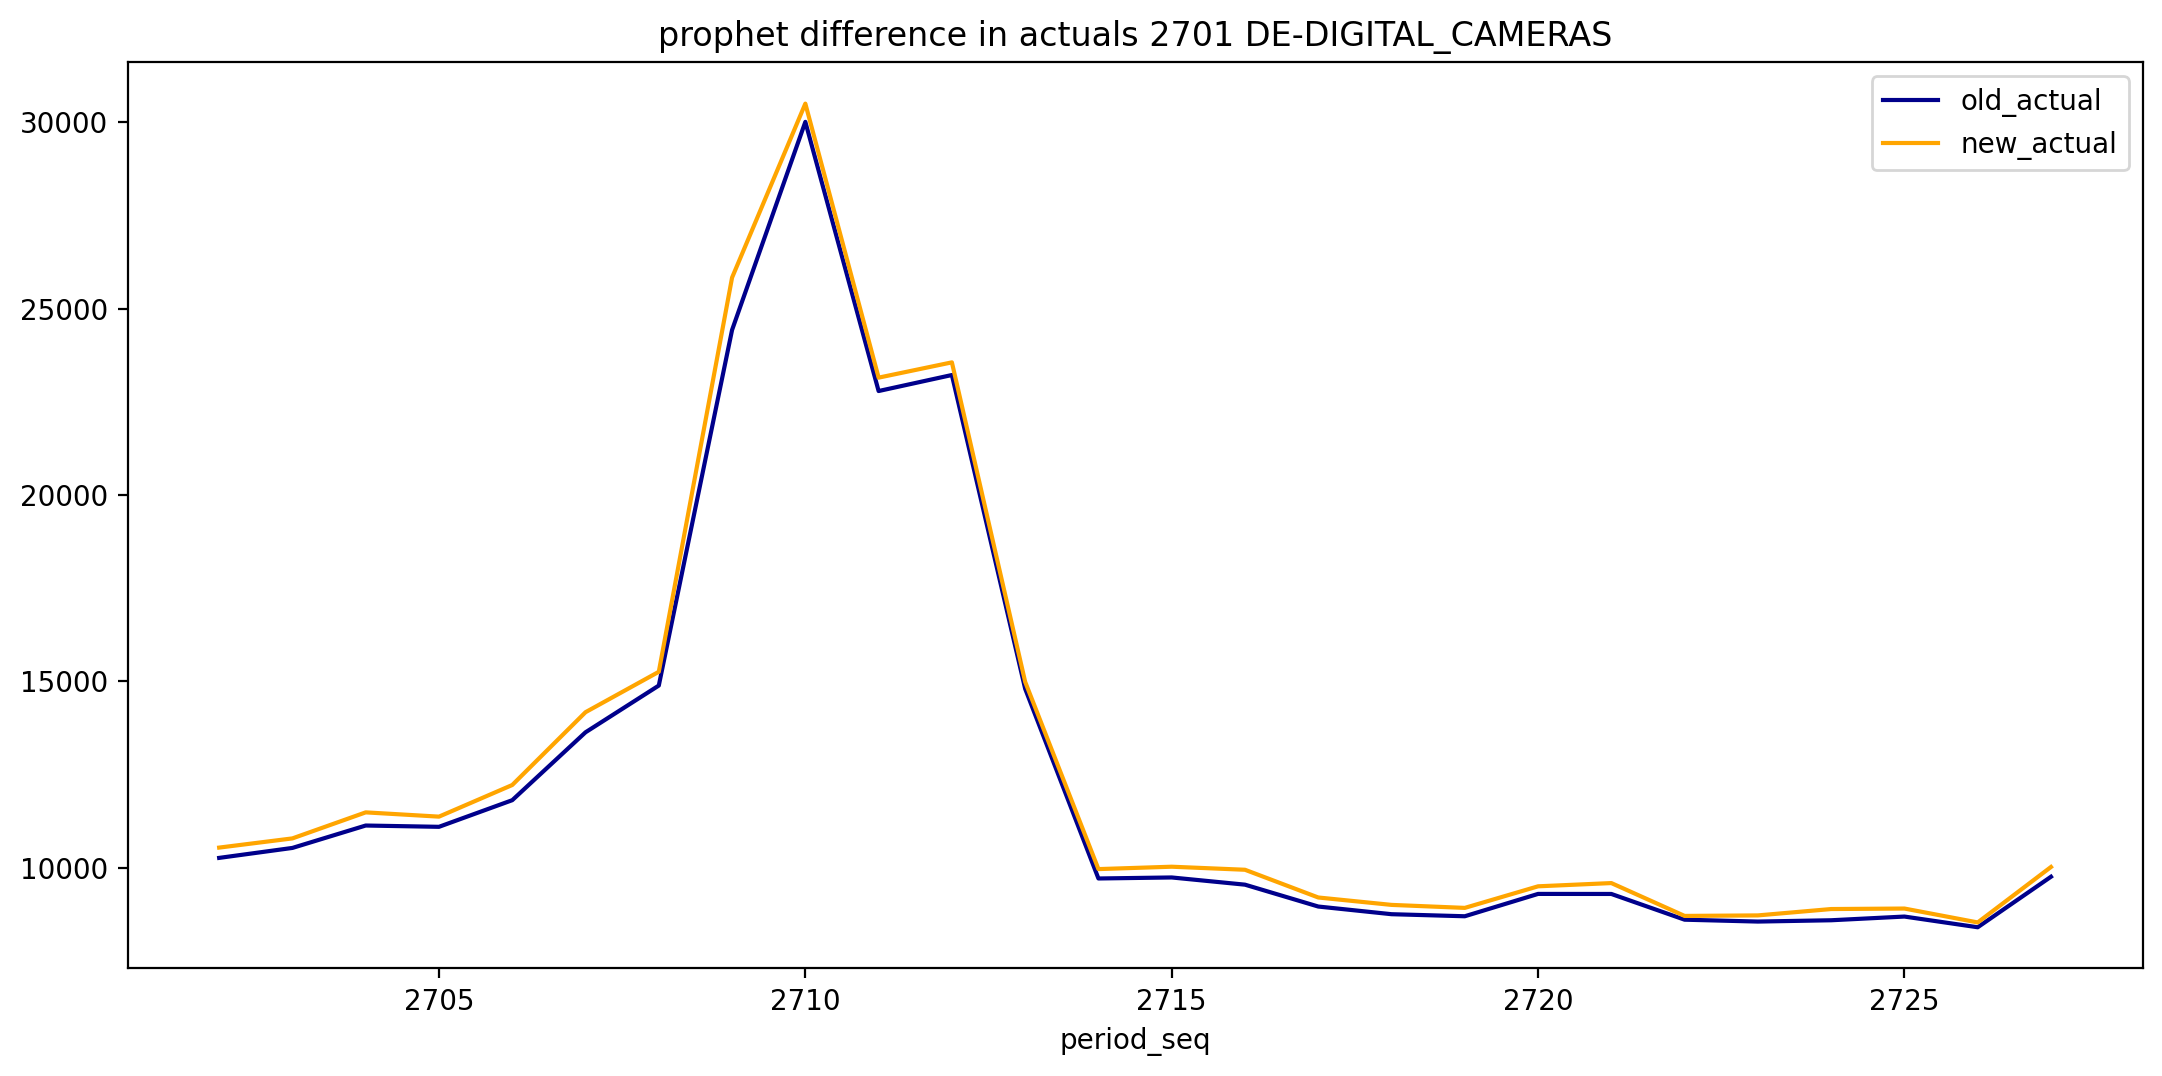 prophet difference in actuals 2701 DE-DIGITAL_CAMERAS
old_actual
new_actual
30000
25000
20000
15000
10000
2705 2710 2715 2720 2725
period_seq